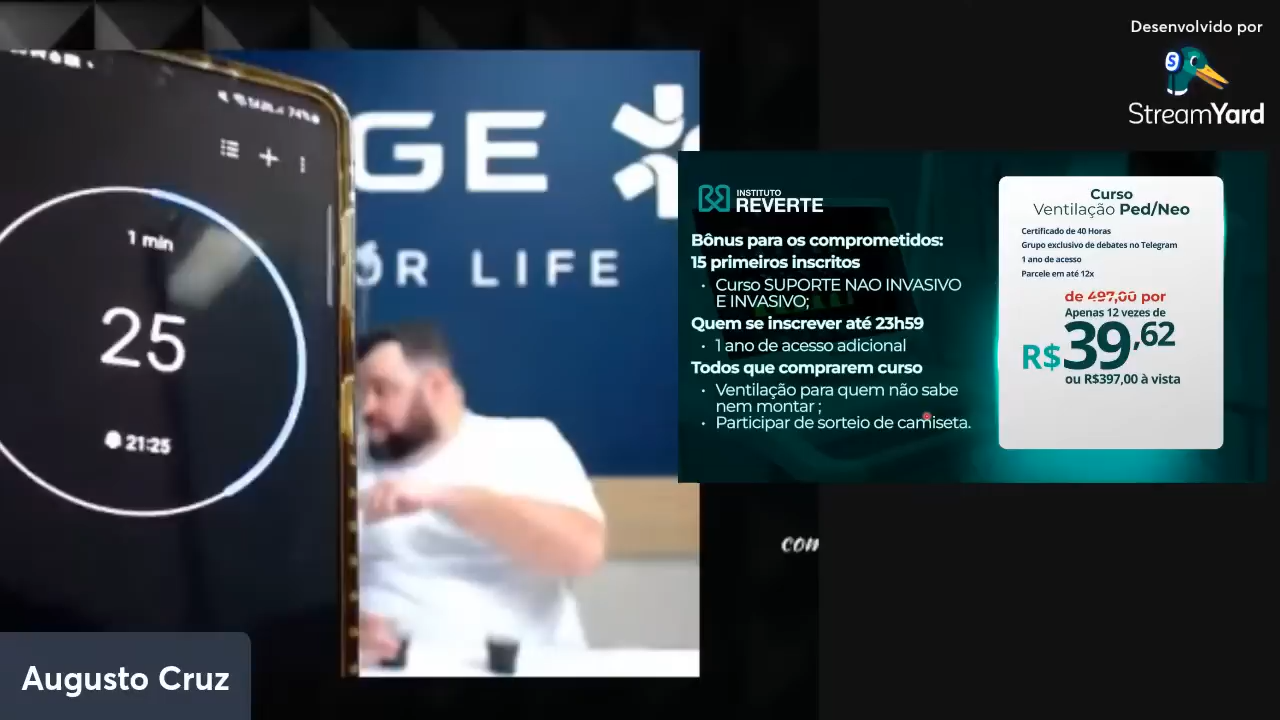 Desenvolvido por
StreamYard
74%
1 min
25
21:25
GE
FOR LIFE
INSTITUTO
REVERTE
Bônus para os comprometidos:
15 primeiros inscritos
• Curso SUPORTE NAO INVASIVO
E INVASIVO;
Quem se inscrever até 23h59
• 1 ano de acesso adicional
Todos que comprarem curso
• Ventilação para quem não sabe
nem montar ;
• Participar de sorteio de camiseta.
Curso
Ventilação Ped/Neo
Certificado de 40 Horas
Grupo exclusivo de debates no Telegram
1 ano de acesso
Parcele em até 12x
de 497,00 por
Apenas 12 vezes de
R$39,62
ou R$397,00 à vista
com
Augusto Cruz